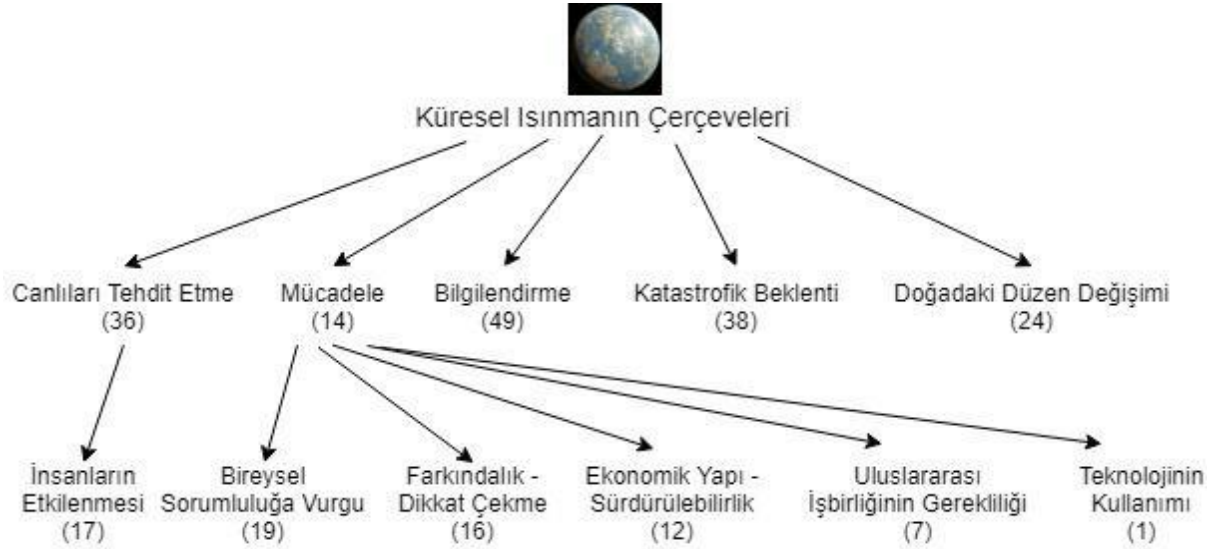 Küresel Isınmanın Çerçeveleri
Canlıları Tehdit Etme
(36)
Mücadele
(14)
Bilgilendirme
(49)
Katastrofik Beklenti
(38)
Doğadaki Düzen Değişimi
(24)
İnsanların
Etkilenmesi
(17)
Bireysel
Sorumluluğa Vurgu
(19)
Farkındalık -
Dikkat Çekme
(16)
Ekonomik Yapı -
Sürdürülebilirlik
(12)
Uluslararası
İşbirliğinin Gerekliliği
(7)
Teknolojinin
Kullanımı
(1)